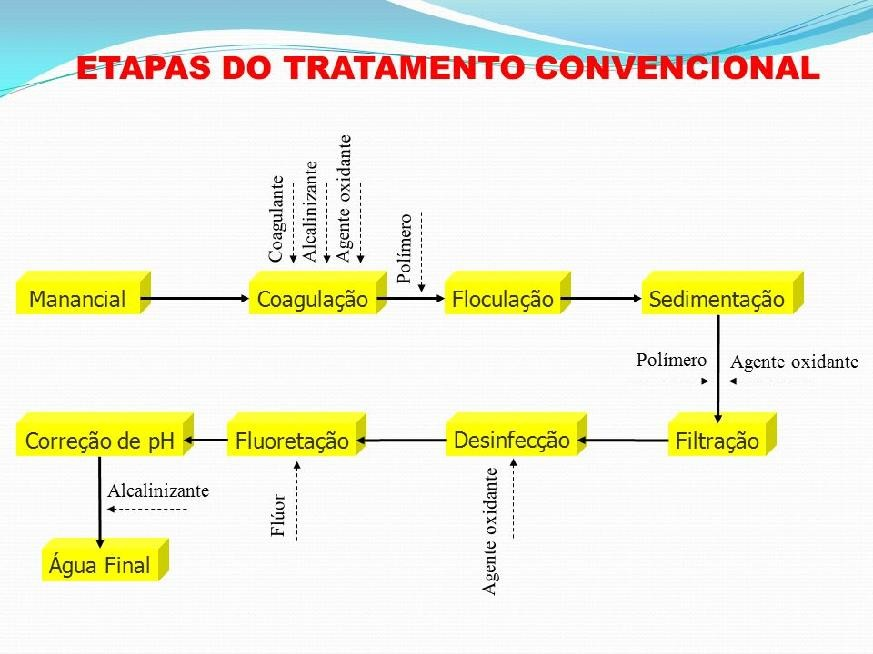 ETAPAS DO TRATAMENTO CONVENCIONAL
Coagulante
Alcalinizante
Agente oxidante
Polímero
Manancial
Coagulação
Floculação
Sedimentação
Polímero
Agente oxidante
Correção de pH
Fluoretação
Desinfecção
Filtração
Alcalinizante
Flúor
Agente oxidante
Água Final